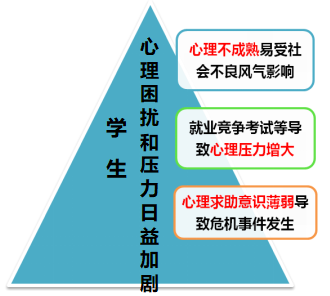 学生
心理困扰和压力日益加剧
心理不成熟易受社
会不良风气影响
就业竞争考试等导
致心理压力增大
心理求助意识薄弱导
致危机事件发生